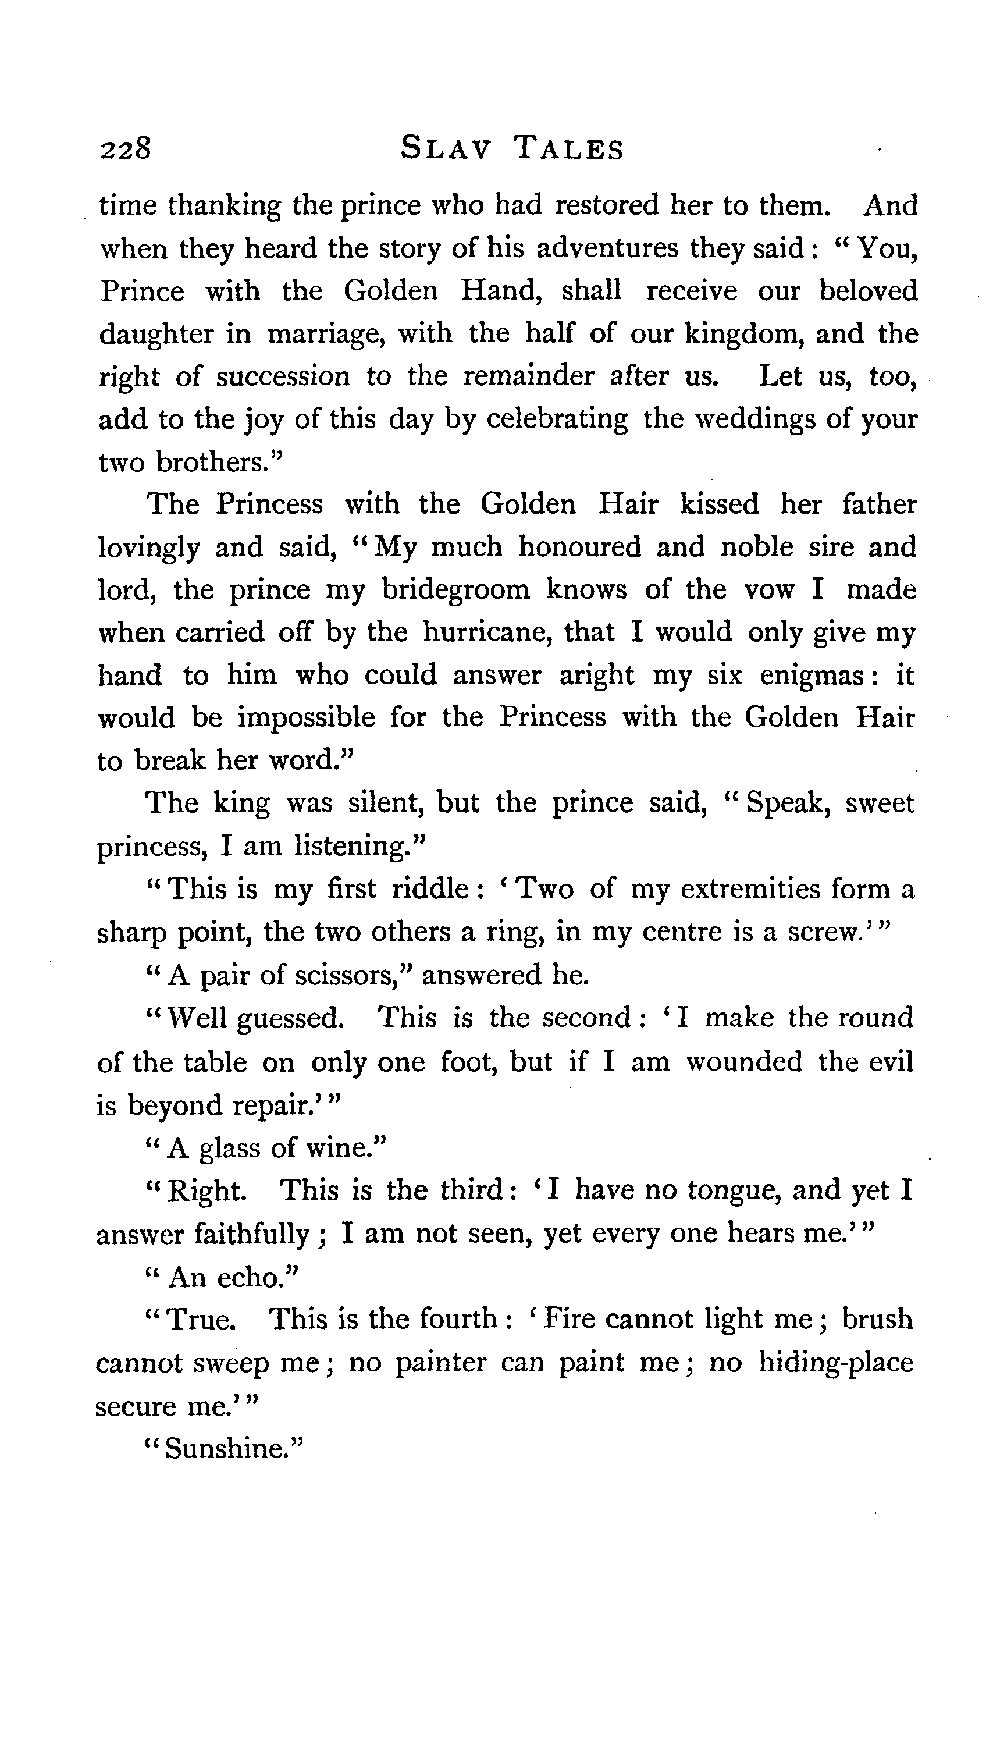 228 SLAV TALES
time thanking the prince who had restored her to them. And
when they heard the story of his adventures they said: “You,
Prince with the Golden Hand, shall receive our beloved
daughter in marriage, with the half of our kingdom, and the
right of succession to the remainder after us. Let us, too,
add to the joy of this day by celebrating the weddings of your
two brothers.”
The Princess with the Golden Hair kissed her father
lovingly and said, “My much honoured and noble sire and
lord, the prince my bridegroom knows of the vow I made
when carried off by the hurricane, that I would only give my
hand to him who could answer aright my six enigmas: it
would be impossible for the Princess with the Golden Hair
to break her word.”
The king was silent, but the prince said, “Speak, sweet
princess, I am listening.”
“This is my first riddle: ‘Two of my extremities form a
sharp point, the two others a ring, in my centre is a screw.’”
“A pair of scissors,” answered he.
“Well guessed. This is the second: ‘I make the round
of the table on only one foot, but if I am wounded the evil
is beyond repair.’”
“A glass of wine.”
“Right. This is the third: ‘I have no tongue, and yet I
answer faithfully; I am not seen, yet every one hears me.’”
“An echo.”
“True. This is the fourth: ‘Fire cannot light me; brush
cannot sweep me; no painter can paint me; no hiding-place
secure me.’”
“Sunshine.”